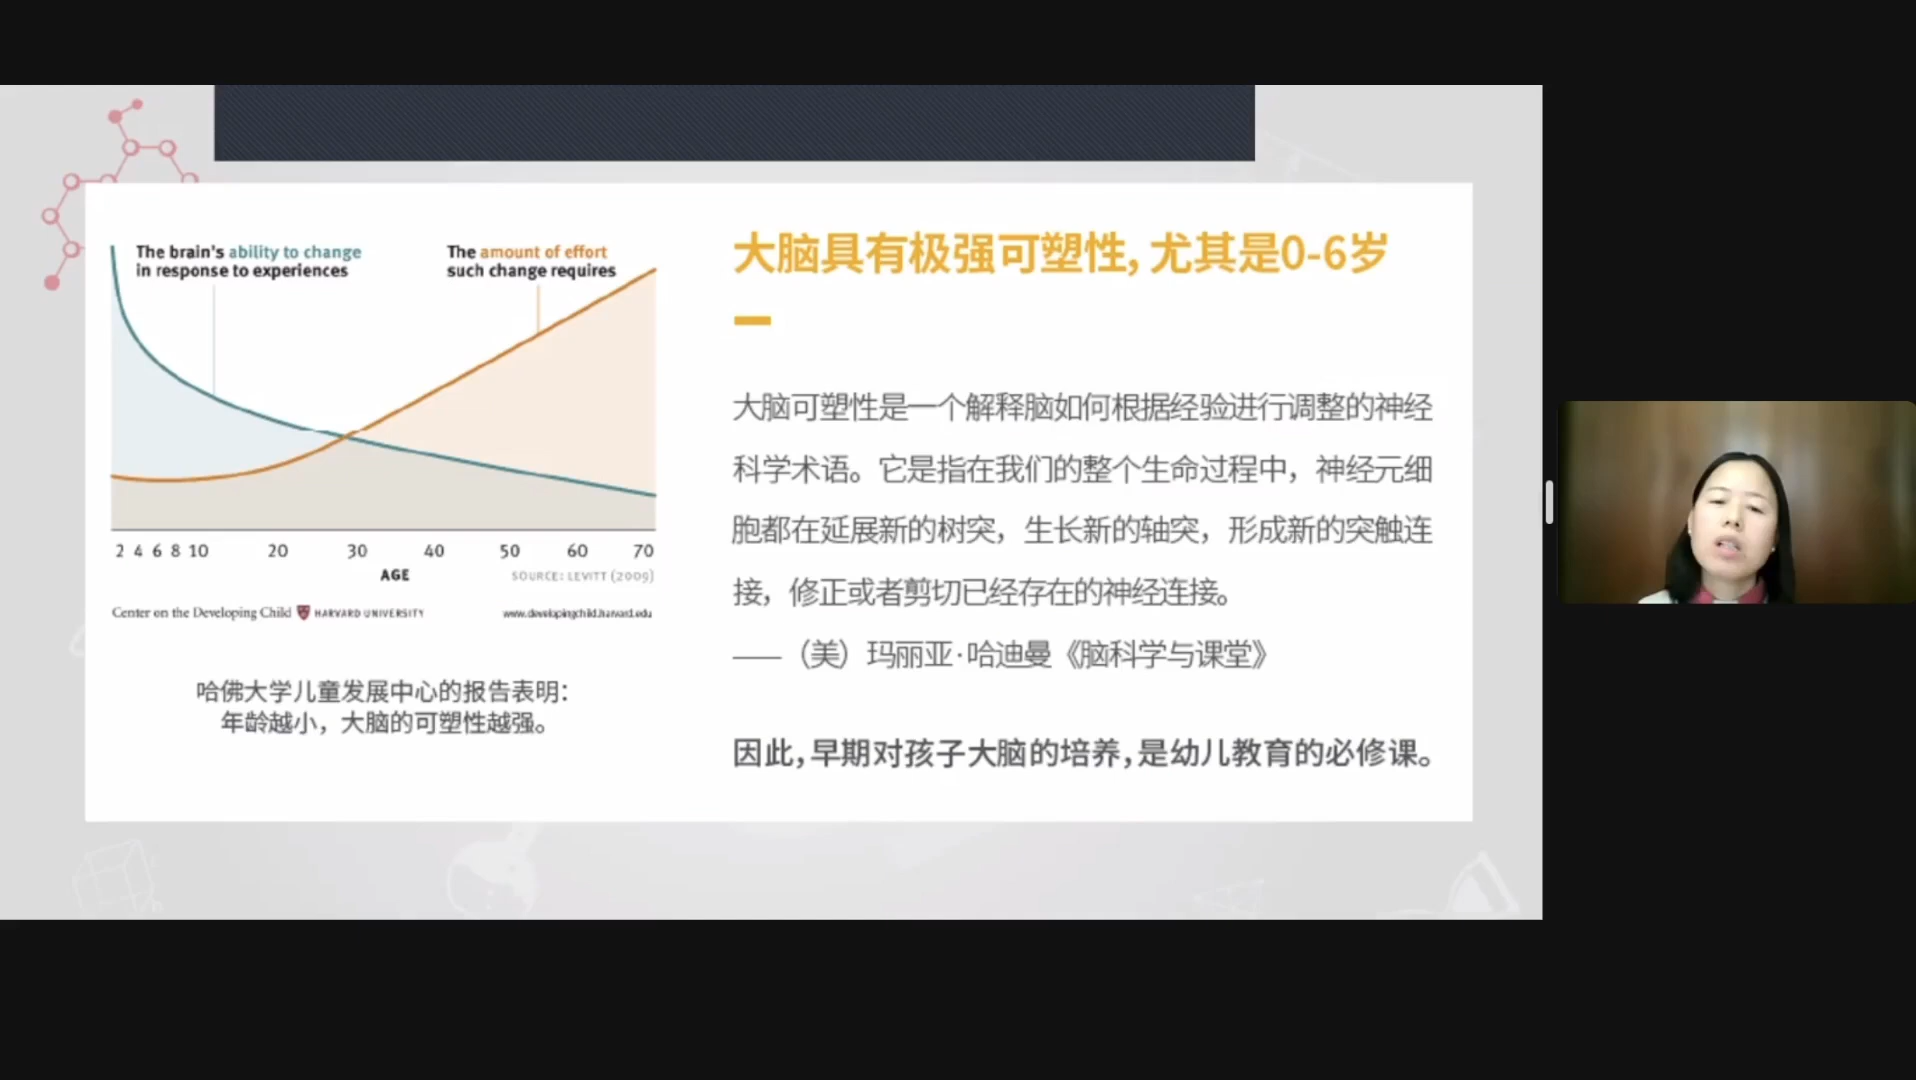 The brain's ability to change
in response to experiences
The amount of effort
such change requires
2 4 6 8 10 20 30 40 50 60 70
AGE
SOURCE: LEVITT (2009)
Center on the Developing Child HARVARD UNIVERSITY
www.developingchild.harvard.edu
哈佛大学儿童发展中心的报告表明：
年龄越小，大脑的可塑性越强。
大脑具有极强可塑性，尤其是0-6岁
大脑可塑性是一个解释脑如何根据经验进行调整的神经
科学术语。它是指在我们的整个生命过程中，神经元细
胞都在延展新的树突，生长新的轴突，形成新的突触连
接，修正或者剪切已经存在的神经连接。
——（美）玛丽亚·哈迪曼《脑科学与课堂》
因此，早期对孩子大脑的培养，是幼儿教育的必修课。